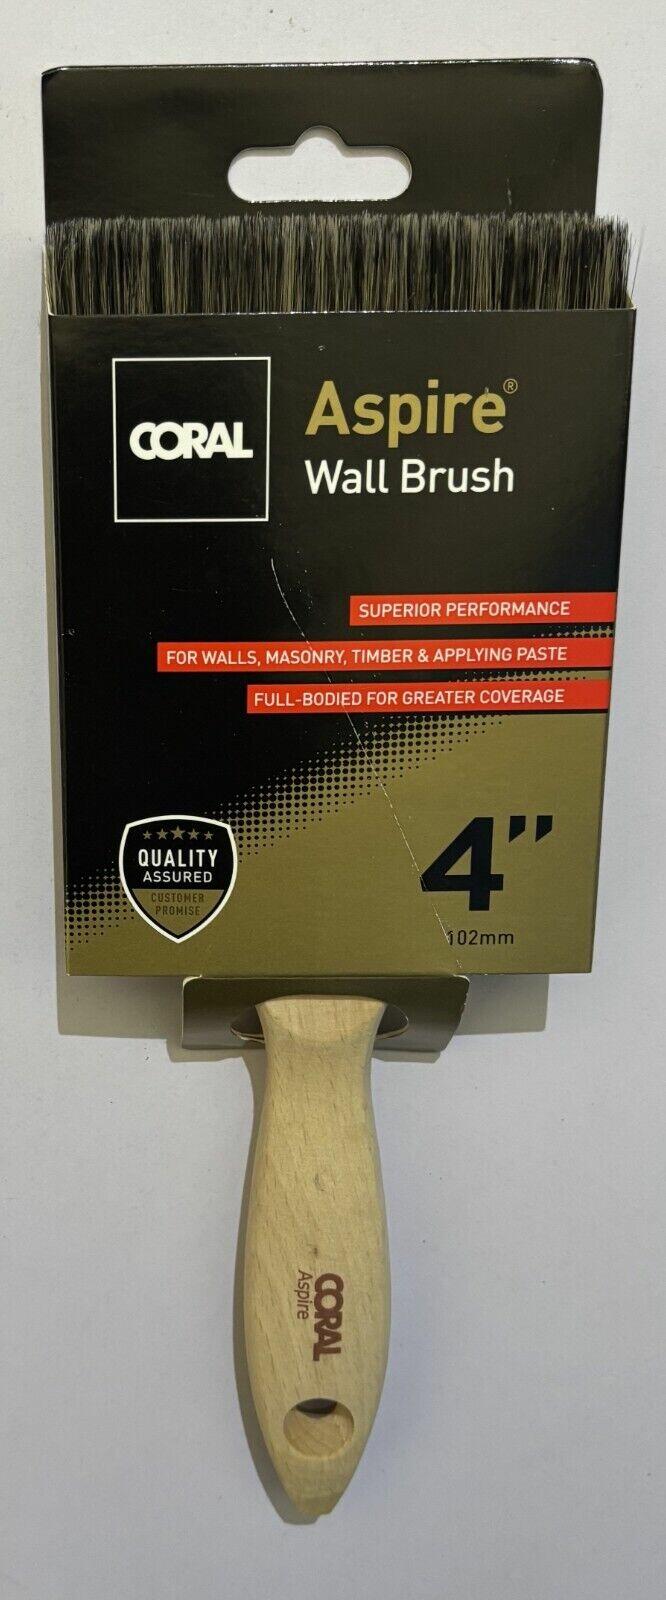 CORAL
Aspire®
Wall Brush
SUPERIOR PERFORMANCE
FOR WALLS, MASONRY, TIMBER & APPLYING PASTE
FULL-BODIED FOR GREATER COVERAGE
QUALITY
ASSURED
CUSTOMER
PROMISE
4"
102mm
CORAL
Aspire